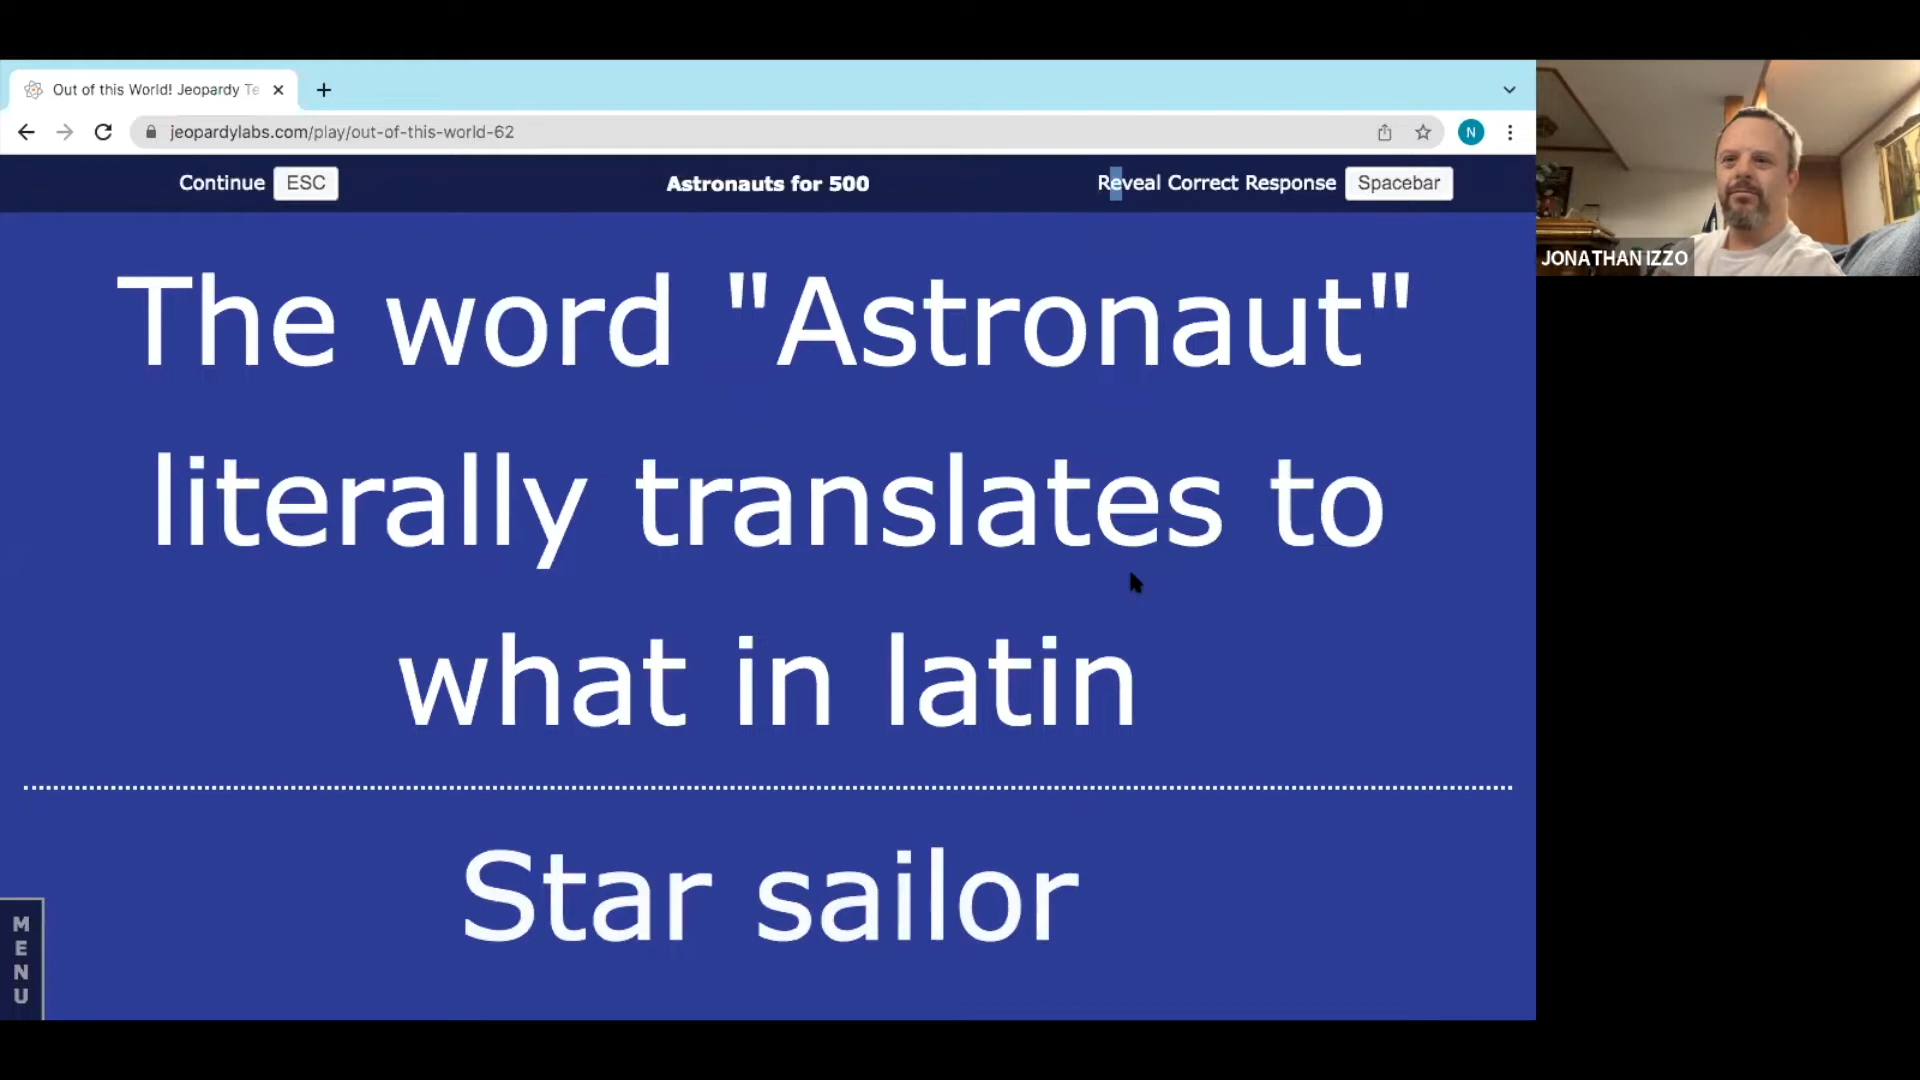 Out of this World! Jeopardy Te
jeopardylabs.com/play/out-of-this-world-62
N
Continue ESC
Astronauts for 500
Reveal Correct Response Spacebar
The word "Astronaut"
literally translates to
what in latin
Star sailor
MENU
JONATHAN IZZO